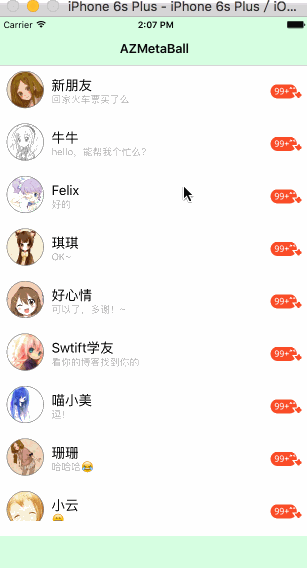 iPhone 6s Plus - iPhone 6s Plus / iO...
Carrier 2:07 PM
AZMetaBall
新朋友
回家火车票买了么
99+
牛牛
hello，能帮我个忙么?
99+
Felix
好的
99+
琪琪
OK~
99+
好心情
可以了，多谢！~
99+
Swtift学友
看你的博客找到你的
99+
喵小美
逗！
99+
珊珊
哈哈哈😂
99+
小云
99+